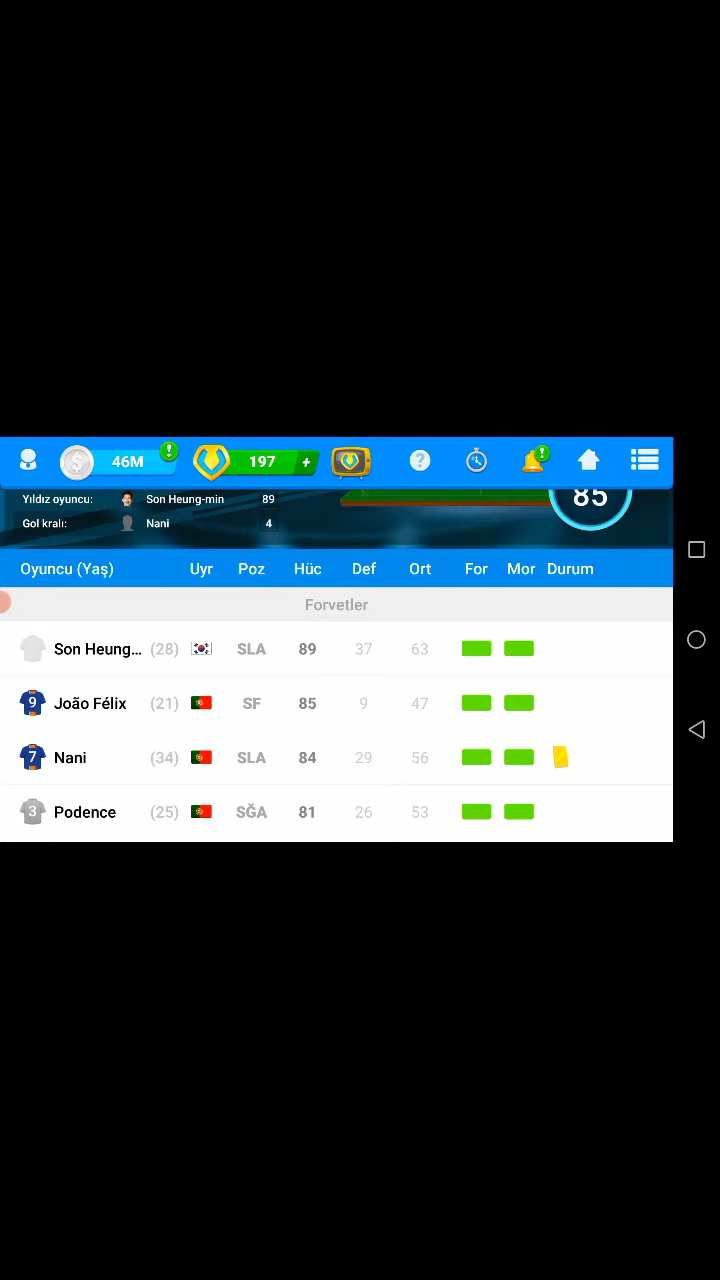 46M ! 197 + ? !
Yıldız oyuncu: Son Heung-min 89
Gol kralı: Nani 4
85
Oyuncu (Yaş) Uyr Poz Hüc Def Ort For Mor Durum
Forvetler
Son Heung... (28) SLA 89 37 63
9 João Félix (21) SF 85 9 47
7 Nani (34) SLA 84 29 56
3 Podence (25) SĞA 81 26 53